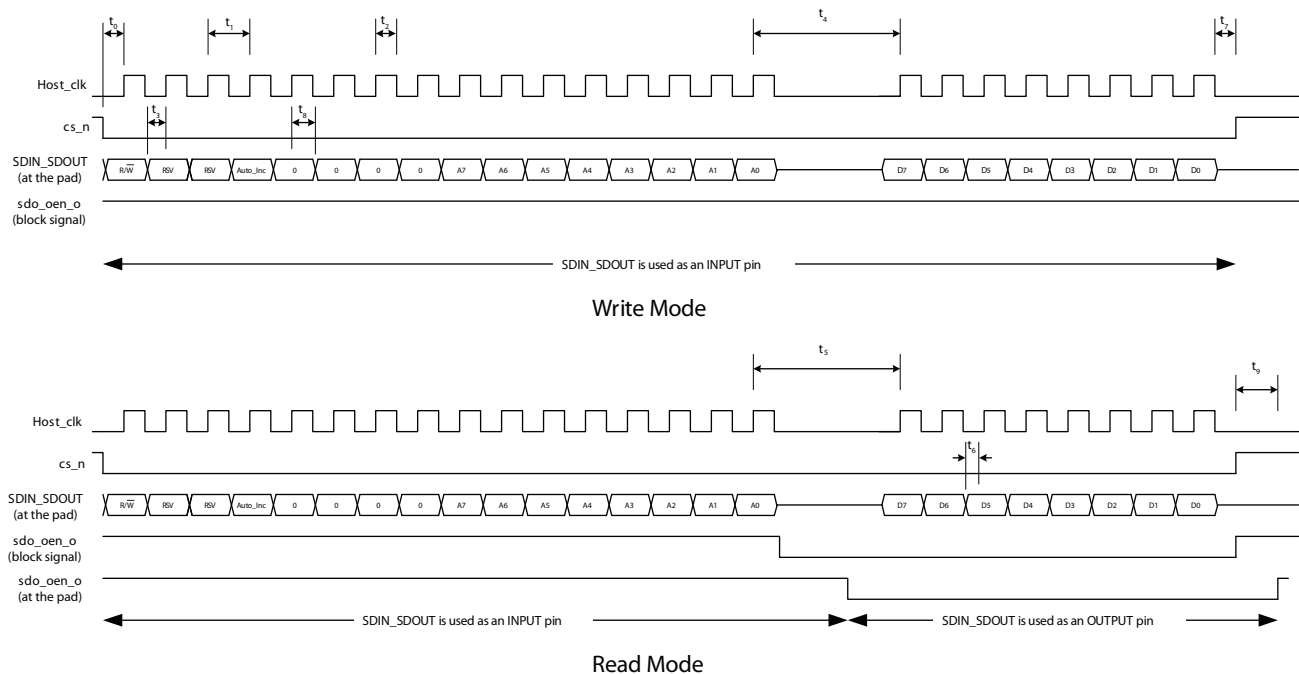 t₀ t₁ t₂ t₄ t₇
Host_clk
t₃ t₈
cs_n
SDIN_SDOUT
(at the pad)
R/W̅ RSV RSV Auto_Inc 0 0 0 0 A7 A6 A5 A4 A3 A2 A1 A0 D7 D6 D5 D4 D3 D2 D1 D0
sdo_oen_o
(block signal)
SDIN_SDOUT is used as an INPUT pin
Write Mode
t₅ t₉
Host_clk
t₆
cs_n
SDIN_SDOUT
(at the pad)
R/W̅ RSV RSV Auto_Inc 0 0 0 0 A7 A6 A5 A4 A3 A2 A1 A0 D7 D6 D5 D4 D3 D2 D1 D0
sdo_oen_o
(block signal)
sdo_oen_o
(at the pad)
SDIN_SDOUT is used as an INPUT pin SDIN_SDOUT is used as an OUTPUT pin
Read Mode